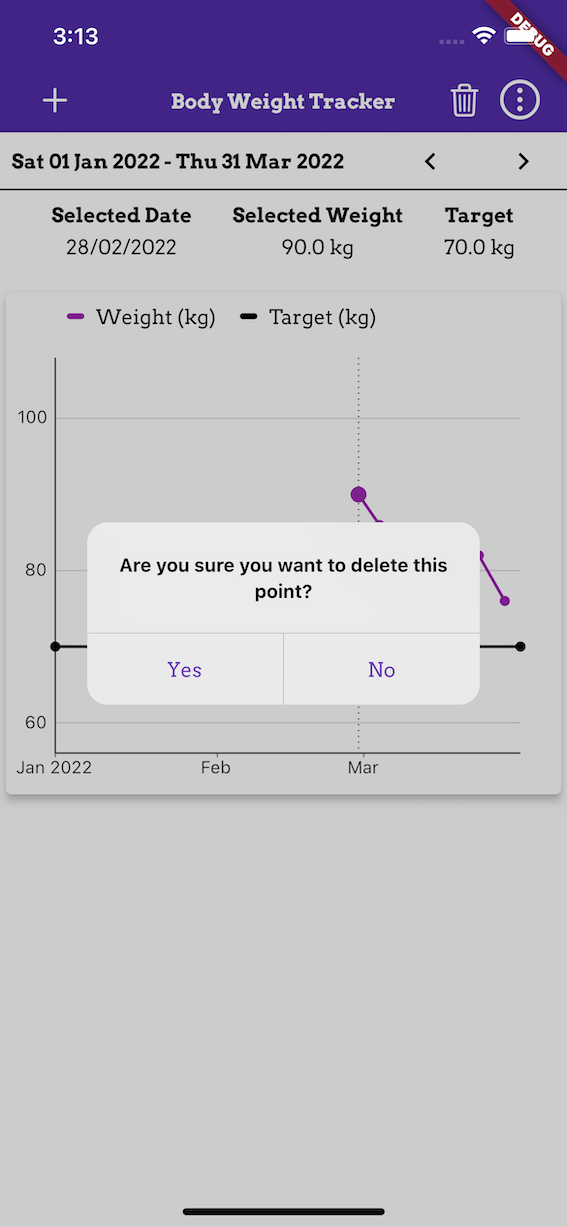 3:13
DEBUG
Body Weight Tracker
Sat 01 Jan 2022 - Thu 31 Mar 2022
Selected Date Selected Weight Target
28/02/2022 90.0 kg 70.0 kg
Weight (kg) Target (kg)
100
80
Are you sure you want to delete this
point?
Yes No
60
Jan 2022 Feb Mar